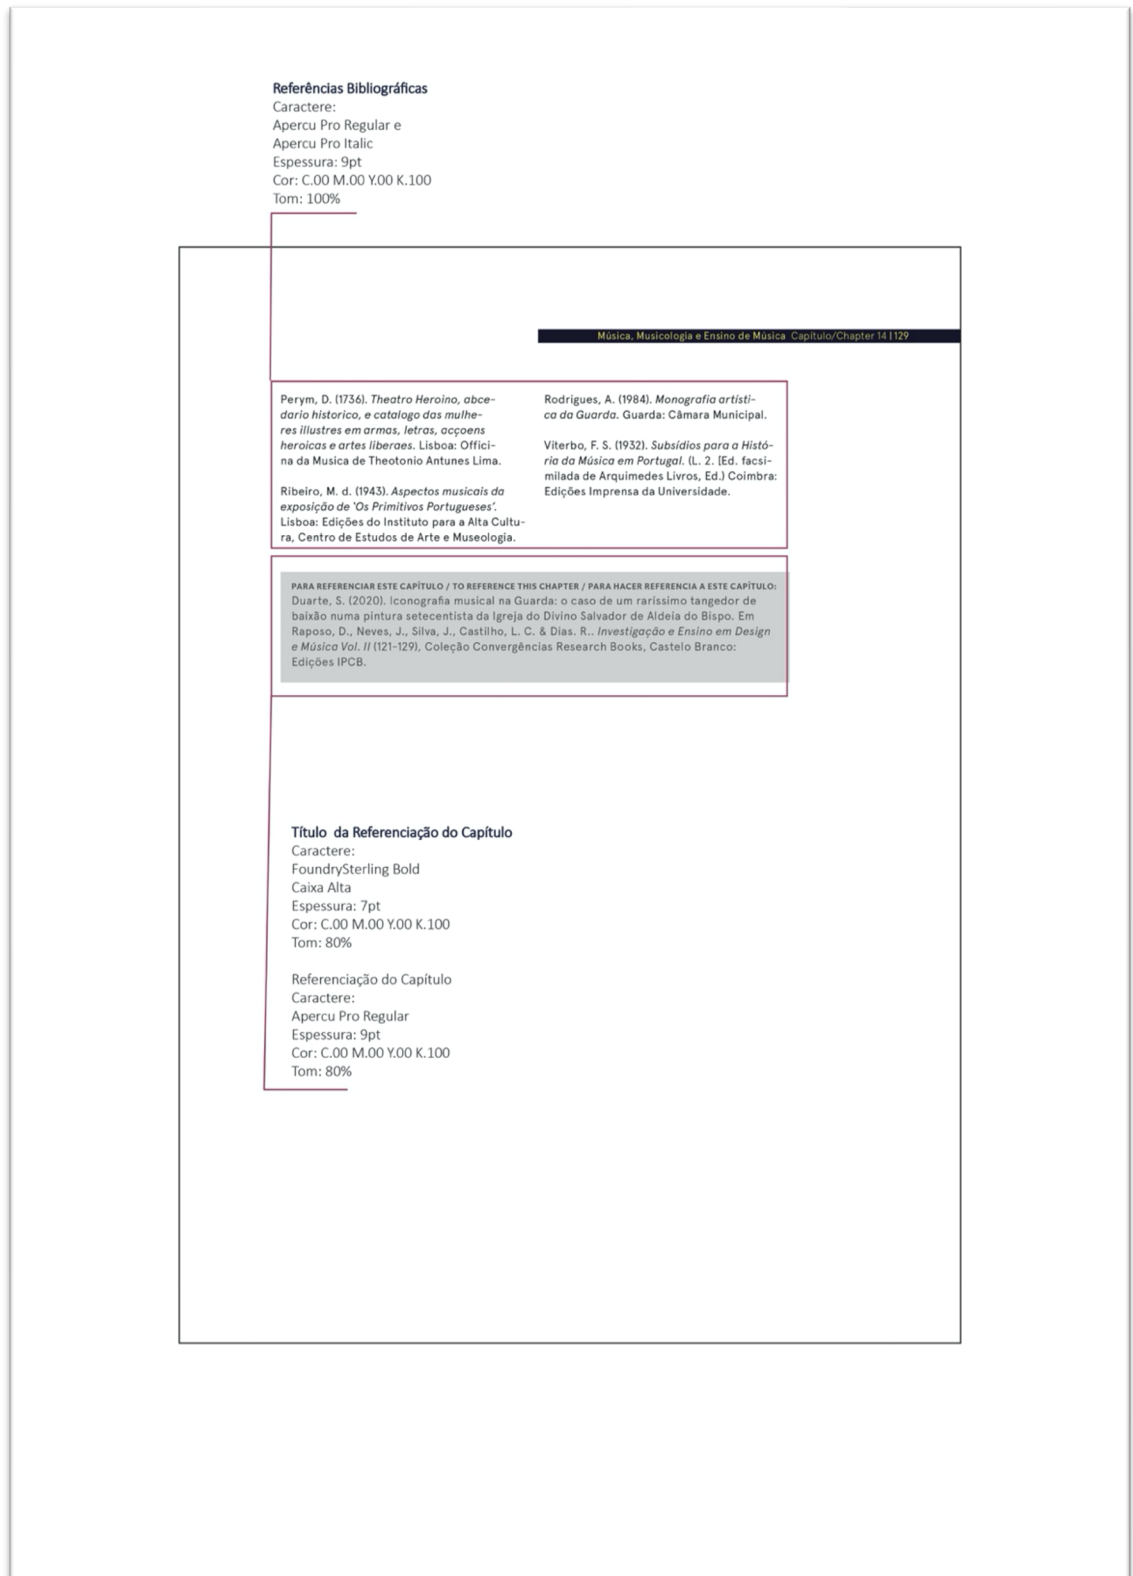 Referências Bibliográficas
Caractere:
Apercu Pro Regular e
Apercu Pro Italic
Espessura: 9pt
Cor: C.00 M.00 Y.00 K.100
Tom: 100%
Música, Musicologia e Ensino de Música Capítulo/Chapter 14 | 129
Perym, D. (1736). Theatro Heroino, abce-
dario historico, e catalogo das mulhe-
res illustres em armas, letras, acçoens
heroicas e artes liberaes. Lisboa: Offici-
na da Musica de Theotonio Antunes Lima.
Ribeiro, M. d. (1943). Aspectos musicais da
exposição de ‘Os Primitivos Portugueses’.
Lisboa: Edições do Instituto para a Alta Cultu-
ra, Centro de Estudos de Arte e Museologia.
Rodrigues, A. (1984). Monografia artísti-
ca da Guarda. Guarda: Câmara Municipal.
Viterbo, F. S. (1932). Subsídios para a Histó-
ria da Música em Portugal. (L. 2. [Ed. facsi-
milada de Arquimedes Livros, Ed.) Coimbra:
Edições Imprensa da Universidade.
PARA REFERENCIAR ESTE CAPÍTULO / TO REFERENCE THIS CHAPTER / PARA HACER REFERENCIA A ESTE CAPÍTULO:
Duarte, S. (2020). Iconografia musical na Guarda: o caso de um raríssimo tangedor de
baixão numa pintura setecentista da Igreja do Divino Salvador de Aldeia do Bispo. Em
Raposo, D., Neves, J., Silva, J., Castilho, L. C. & Dias. R.. Investigação e Ensino em Design
e Música Vol. II (121-129), Coleção Convergências Research Books, Castelo Branco:
Edições IPCB.
Título da Referenciação do Capítulo
Caractere:
FoundrySterling Bold
Caixa Alta
Espessura: 7pt
Cor: C.00 M.00 Y.00 K.100
Tom: 80%
Referenciação do Capítulo
Caractere:
Apercu Pro Regular
Espessura: 9pt
Cor: C.00 M.00 Y.00 K.100
Tom: 80%